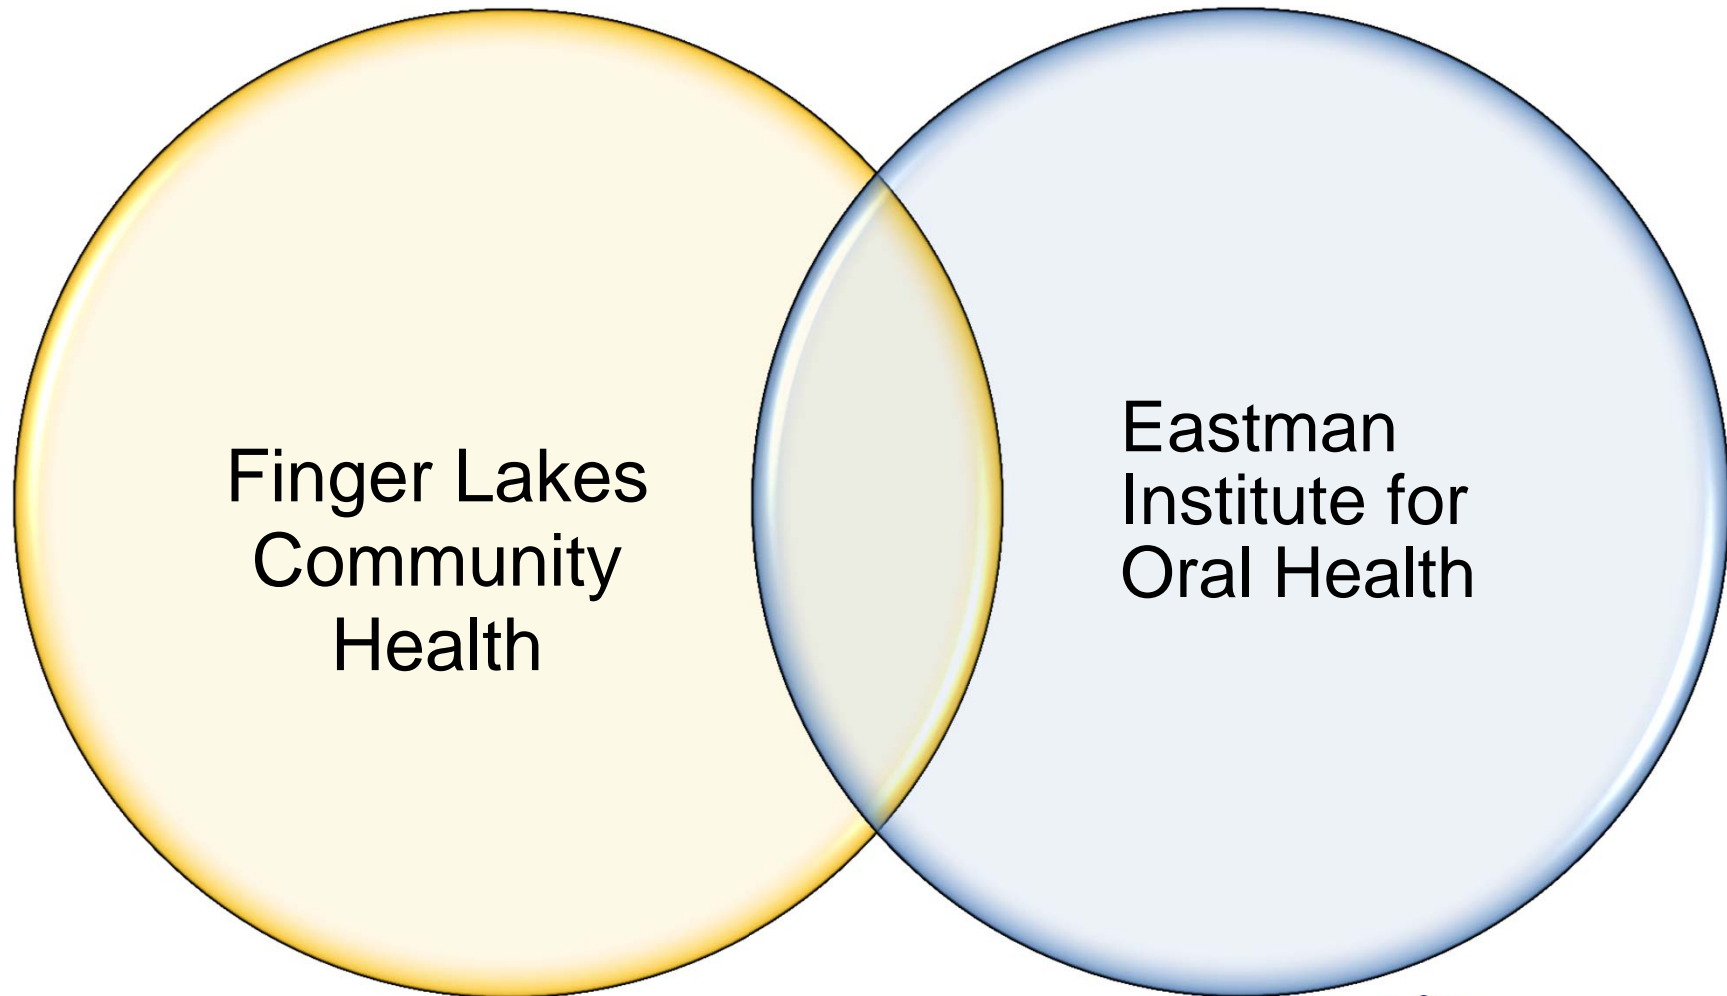 Finger Lakes
Community
Health
Eastman
Institute for
Oral Health